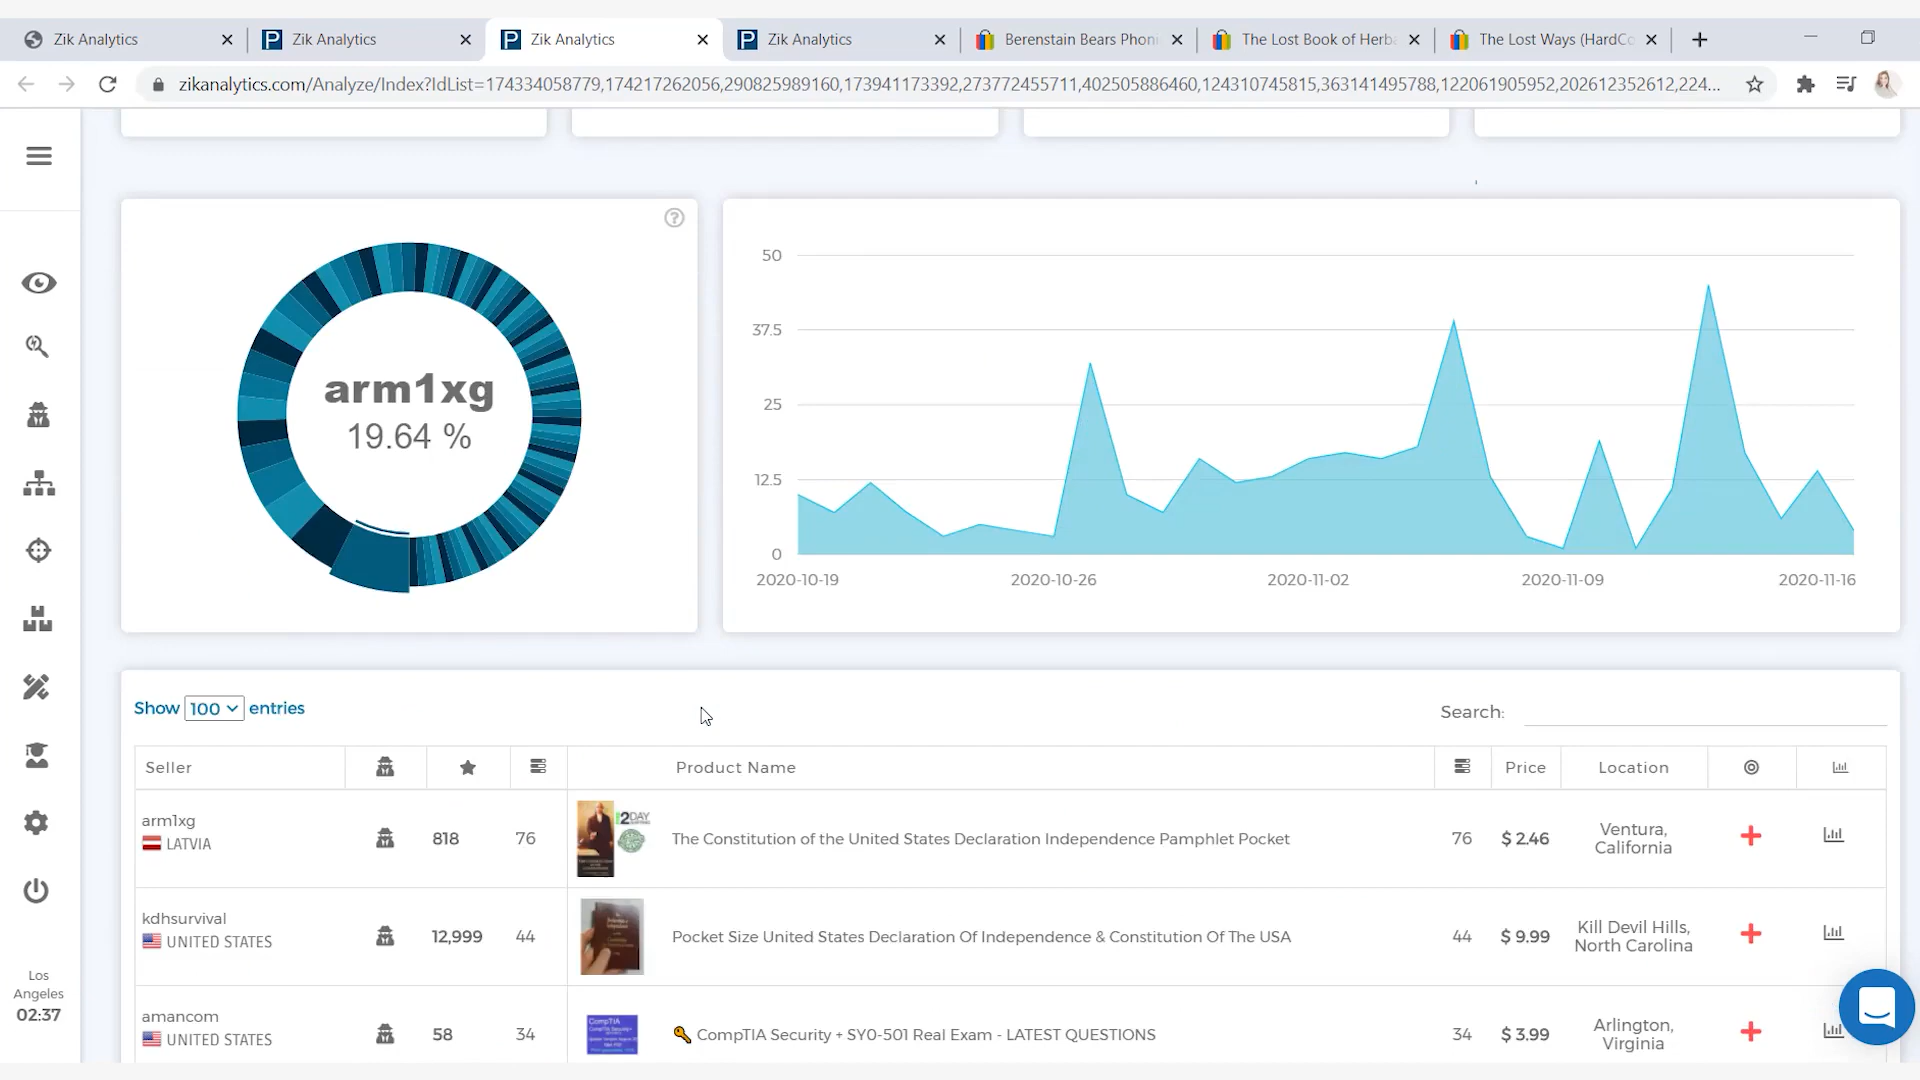 Zik Analytics
Zik Analytics
Zik Analytics
Zik Analytics
Berenstain Bears Phoni
The Lost Book of Herba
The Lost Ways (HardCo
zikanalytics.com/Analyze/Index?IdList=174334058779,174217262056,290825989160,173941173392,273772455711,402505886460,124310745815,363141495788,122061905952,202612352612,224...
arm1xg
19.64 %
50
37.5
25
12.5
0
2020-10-19
2020-10-26
2020-11-02
2020-11-09
2020-11-16
Show 100 entries
Search:
Seller
Product Name
Price
Location
arm1xg
LATVIA
818
76
2DAY
The Constitution of the United States Declaration Independence Pamphlet Pocket
76
$ 2.46
Ventura,
California
kdhsurvival
UNITED STATES
12,999
44
Pocket Size United States Declaration Of Independence & Constitution Of The USA
44
$ 9.99
Kill Devil Hills,
North Carolina
amancom
UNITED STATES
58
34
CompTIA
CompTIA Security + SY0-501 Real Exam - LATEST QUESTIONS
34
$ 3.99
Arlington,
Virginia
Los
Angeles
02:37